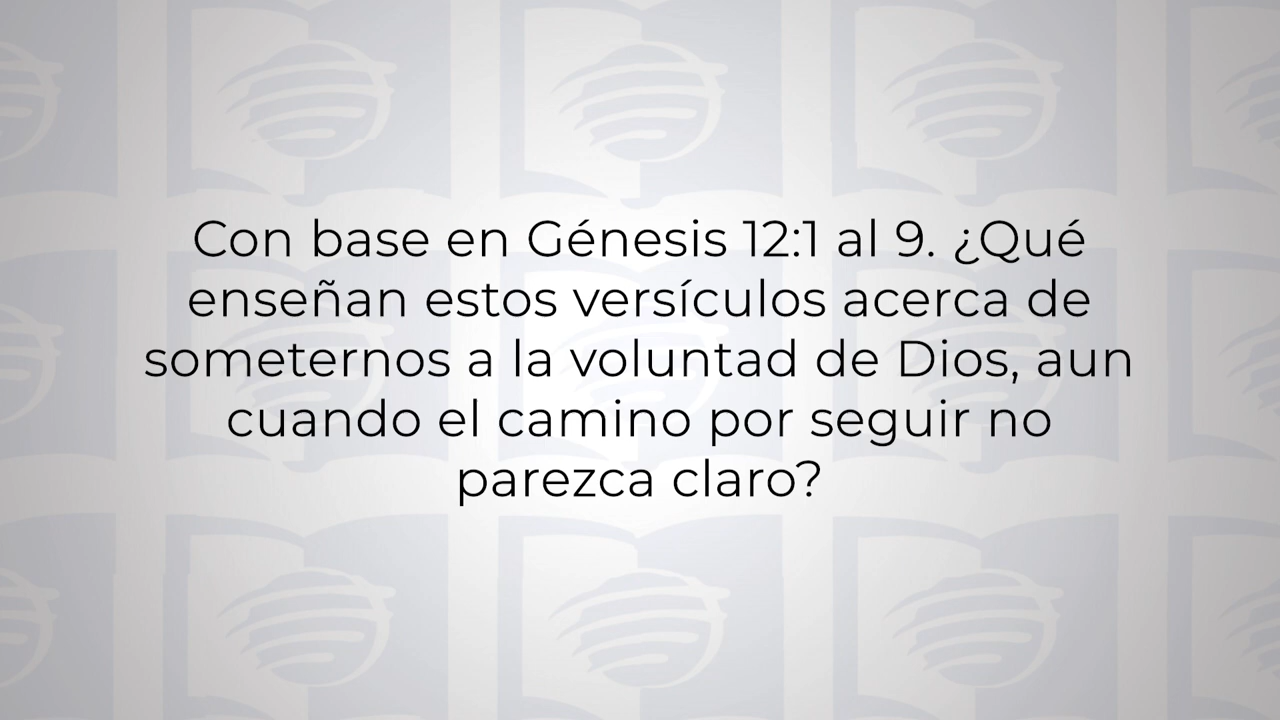 Con base en Génesis 12:1 al 9. ¿Qué
enseñan estos versículos acerca de
someternos a la voluntad de Dios, aun
cuando el camino por seguir no
parezca claro?